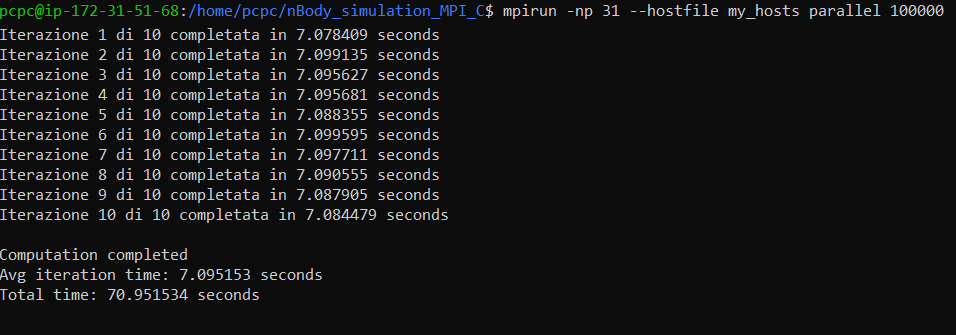 pcpc@ip-172-31-51-68:/home/pcpc/nBody_simulation_MPI_C$ mpirun -np 31 --hostfile my_hosts parallel 100000
Iterazione 1 di 10 completata in 7.078409 seconds
Iterazione 2 di 10 completata in 7.099135 seconds
Iterazione 3 di 10 completata in 7.095627 seconds
Iterazione 4 di 10 completata in 7.095681 seconds
Iterazione 5 di 10 completata in 7.088355 seconds
Iterazione 6 di 10 completata in 7.099595 seconds
Iterazione 7 di 10 completata in 7.097711 seconds
Iterazione 8 di 10 completata in 7.090555 seconds
Iterazione 9 di 10 completata in 7.087905 seconds
Iterazione 10 di 10 completata in 7.084479 seconds
Computation completed
Avg iteration time: 7.095153 seconds
Total time: 70.951534 seconds